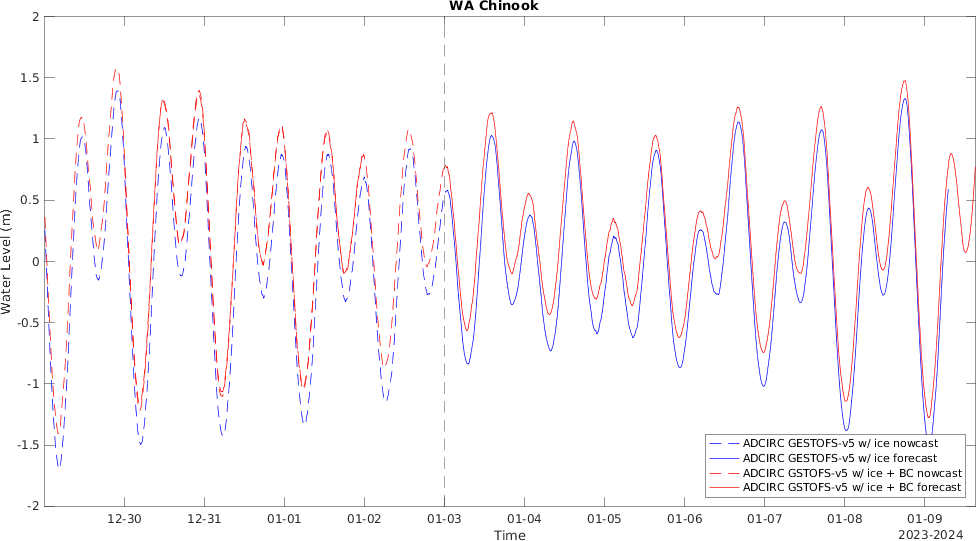 WA Chinook
2
1.5
1
0.5
0
-0.5
-1
-1.5
-2
Water Level (m)
12-30 12-31 01-01 01-02 01-03 01-04 01-05 01-06 01-07 01-08 01-09
Time
2023-2024
ADCIRC GESTOFS-v5 w/ ice nowcast
ADCIRC GESTOFS-v5 w/ ice forecast
ADCIRC GSTOFS-v5 w/ ice + BC nowcast
ADCIRC GSTOFS-v5 w/ ice + BC forecast